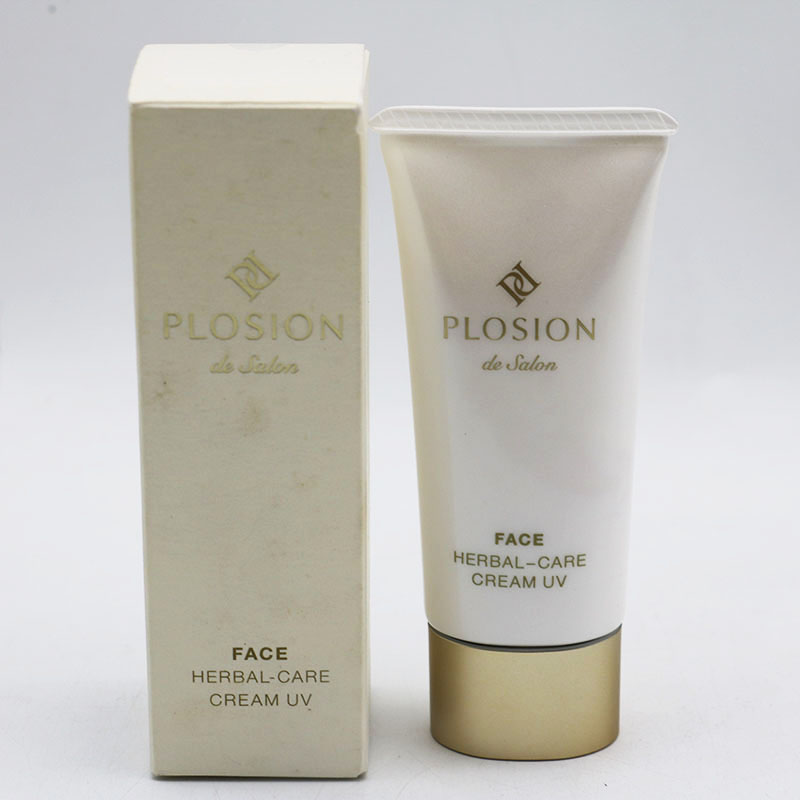 PLOSION
de Salon
FACE
HERBAL-CARE
CREAM UV
PLOSION
de Salon
FACE
HERBAL-CARE
CREAM UV